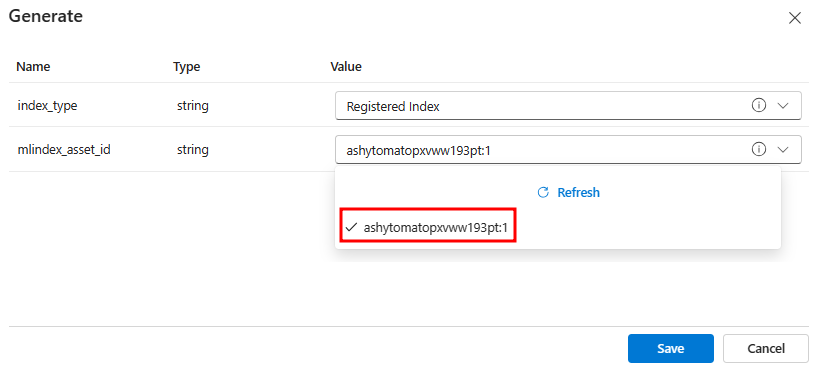 Generate
Name Type Value
index_type string Registered Index
mlindex_asset_id string ashytomatopxvww193pt:1
Refresh
ashytomatopxvww193pt:1
Save Cancel